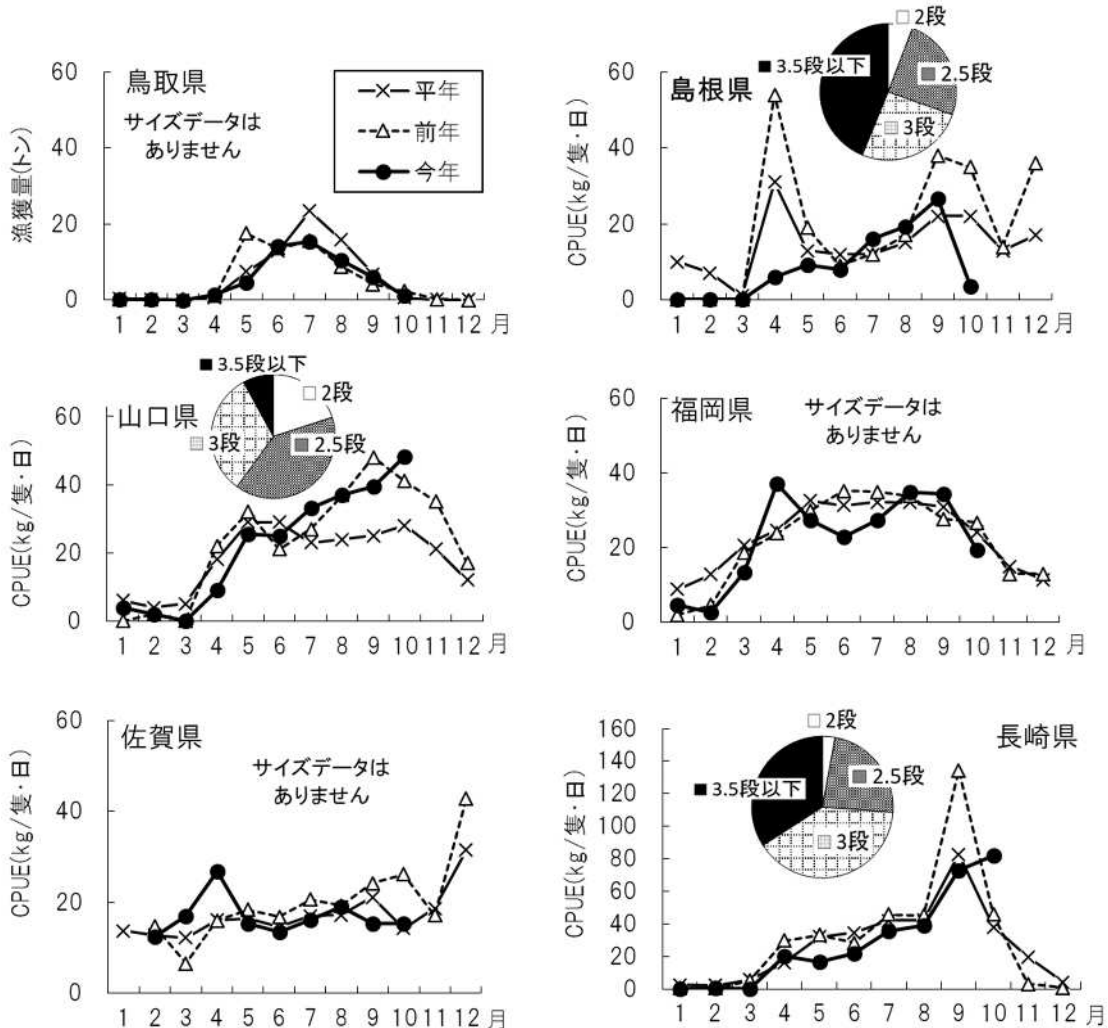 鳥取県
サイズデータは
ありません
平年
前年
今年
漁獲量(トン)
60
40
20
0
1 2 3 4 5 6 7 8 9 10 11 12 月
島根県
2段
2.5段
3段
3.5段以下
CPUE(kg/隻・日)
60
40
20
0
1 2 3 4 5 6 7 8 9 10 11 12 月
山口県
3.5段以下
2段
3段
2.5段
CPUE(kg/隻・日)
60
40
20
0
1 2 3 4 5 6 7 8 9 10 11 12 月
福岡県
サイズデータは
ありません
CPUE(kg/隻・日)
60
40
20
0
1 2 3 4 5 6 7 8 9 10 11 12 月
佐賀県
サイズデータは
ありません
CPUE(kg/隻・日)
60
40
20
0
1 2 3 4 5 6 7 8 9 10 11 12 月
長崎県
2段
2.5段
3.5段以下
3段
CPUE(kg/隻・日)
160
140
120
100
80
60
40
20
0
1 2 3 4 5 6 7 8 9 10 11 12 月